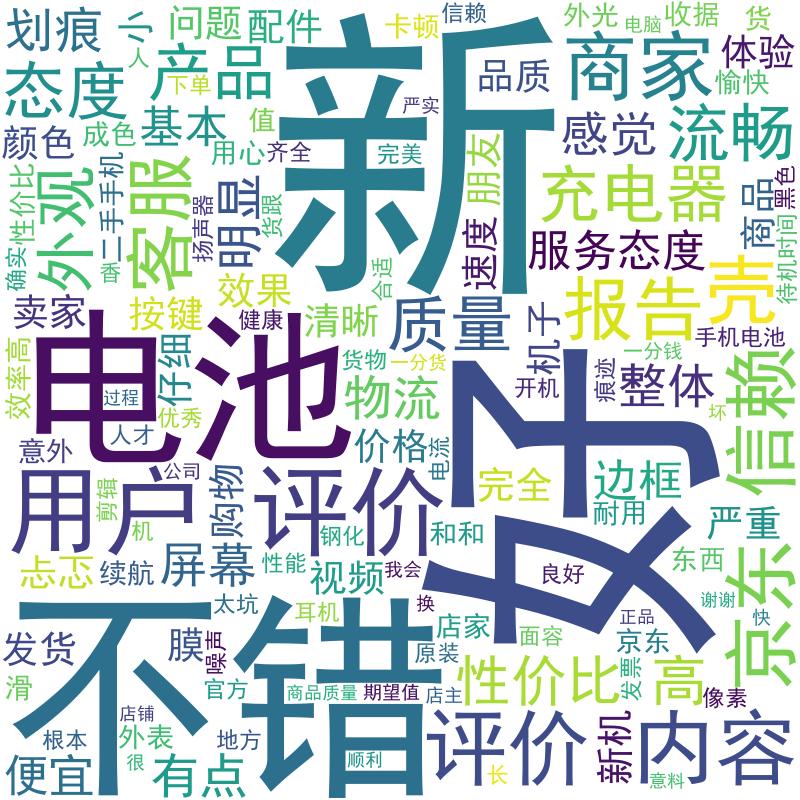 划痕
小
问题
配件
卡顿
信赖
外光
电脑
收据
货
人
新
态度
产品
下单
严实
品质
商家
体验
愉快
颜色
成色
基本
值
用心
齐全
完美
朋友
感觉
流畅
确实
性价比
外观
二手手机
客服
扬声器
明显
货跟
速度
充电器
商品
黑色
待机时间
服务态度
合适
卖家
按键
效果
健康
清晰
质量
机子
报告
壳
手机电池
效率高
电池
过程
仔细
优秀
人才
货物
一分货
物流
价格
电流
好
开机
痕迹
整体
一分钱
坏
信赖
意外
公司
用户
剪辑
机
购物
评价
完全
边框
耐用
严重
忐忑
续航
屏幕
钢化
和和
性能
视频
我会
良好
东西
京东
太坑
耳机
换
店家
面容
正品
谢谢
快
不错
发货
膜
噪声
原装
京东
滑
官方
商品质量
期望值
店主
性价比
发票
高
像素
店铺
根本
外表
地方
很
顺利
评价
新机
内容
便宜
有点
长
意料